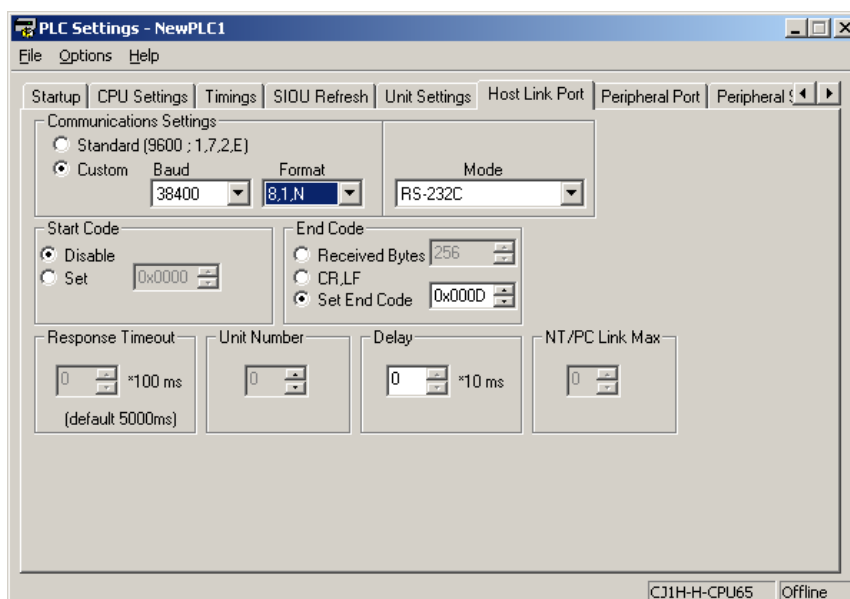 PLC Settings - NewPLC1
File Options Help
Startup CPU Settings Timings SIOU Refresh Unit Settings Host Link Port Peripheral Port Peripheral
Communications Settings
Standard (9600 ; 1,7,2,E)
Custom Baud Format Mode
38400 8,1,N RS-232C
Start Code End Code
Disable Received Bytes 256
Set 0x0000 CR,LF
Set End Code 0x000D
Response Timeout Unit Number Delay NT/PC Link Max
0 *100 ms 0 0 *10 ms 0
(default 5000ms)
CJ1H-H-CPU65 Offline